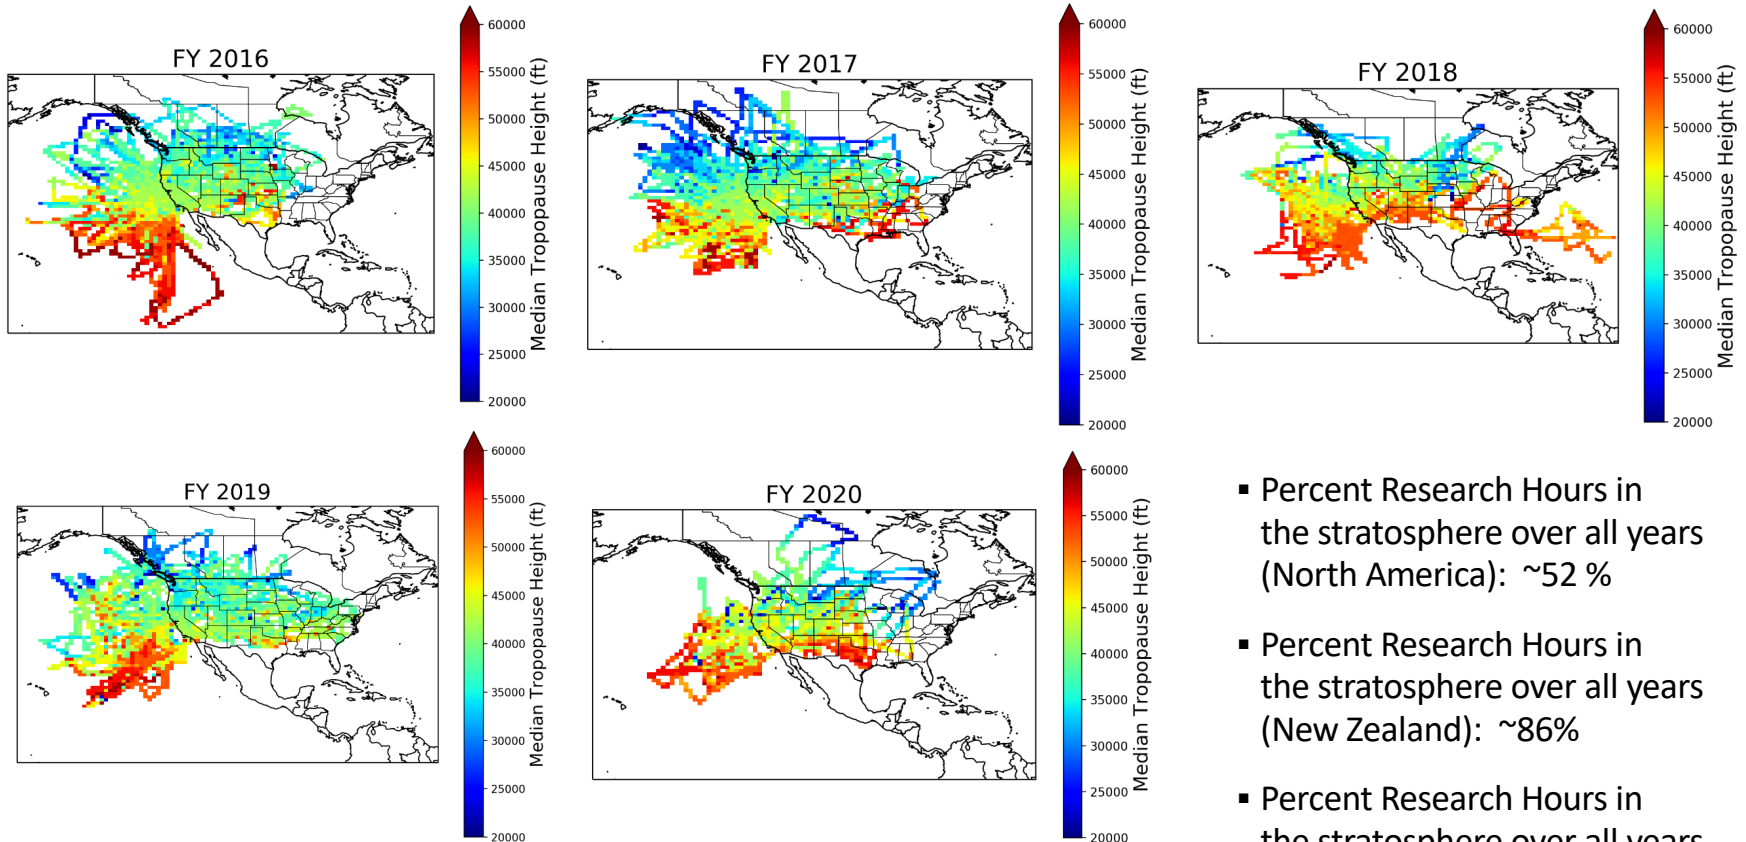 FY 2016
60000
55000
50000
45000
40000
35000
30000
25000
20000
Median Tropopause Height (ft)
FY 2017
60000
55000
50000
45000
40000
35000
30000
25000
20000
Median Tropopause Height (ft)
FY 2018
60000
55000
50000
45000
40000
35000
30000
25000
20000
Median Tropopause Height (ft)
FY 2019
60000
55000
50000
45000
40000
35000
30000
25000
20000
Median Tropopause Height (ft)
FY 2020
60000
55000
50000
45000
40000
35000
30000
25000
20000
Median Tropopause Height (ft)
▪ Percent Research Hours in
the stratosphere over all years
(North America): ~52 %
▪ Percent Research Hours in
the stratosphere over all years
(New Zealand): ~86%
▪ Percent Research Hours in
the stratosphere over all years